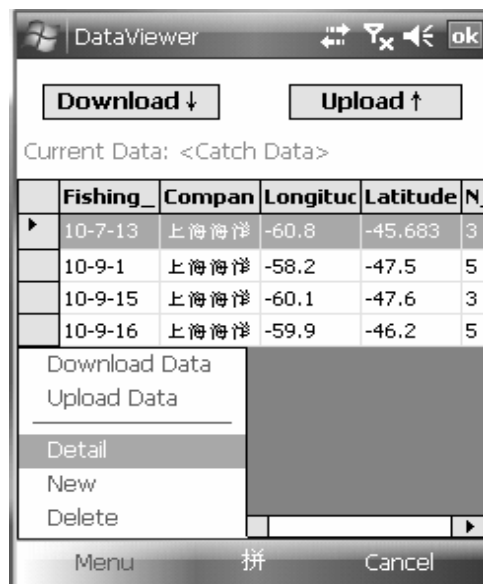 DataViewer ok
Download ↓ Upload ↑
Current Data: <Catch Data>
Fishing_ Compan Longituc Latitude N_
10-7-13 上海海洋 -60.8 -45.683 3
10-9-1 上海海洋 -58.2 -47.5 5
10-9-15 上海海洋 -60.1 -47.6 3
10-9-16 上海海洋 -59.9 -46.2 5
Download Data
Upload Data
Detail
New
Delete
Menu 拼 Cancel